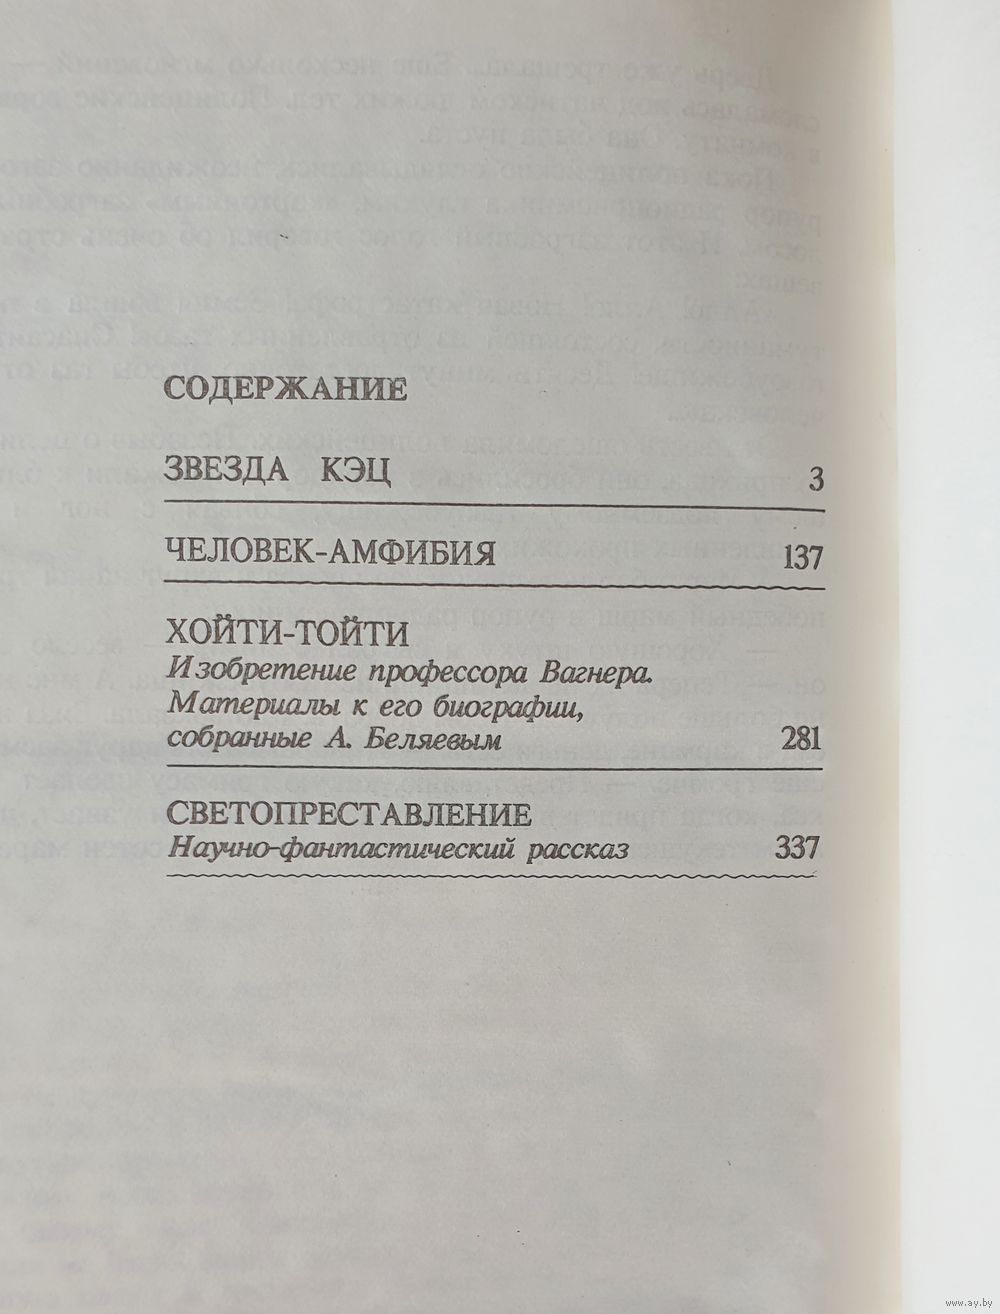 СОДЕРЖАНИЕ
ЗВЕЗДА КЭЦ 3
ЧЕЛОВЕК-АМФИБИЯ 137
ХОЙТИ-ТОЙТИ
Изобретение профессора Вагнера.
Материалы к его биографии,
собранные А. Беляевым 281
СВЕТОПРЕСТАВЛЕНИЕ
Научно-фантастический рассказ 337
www.ay.by